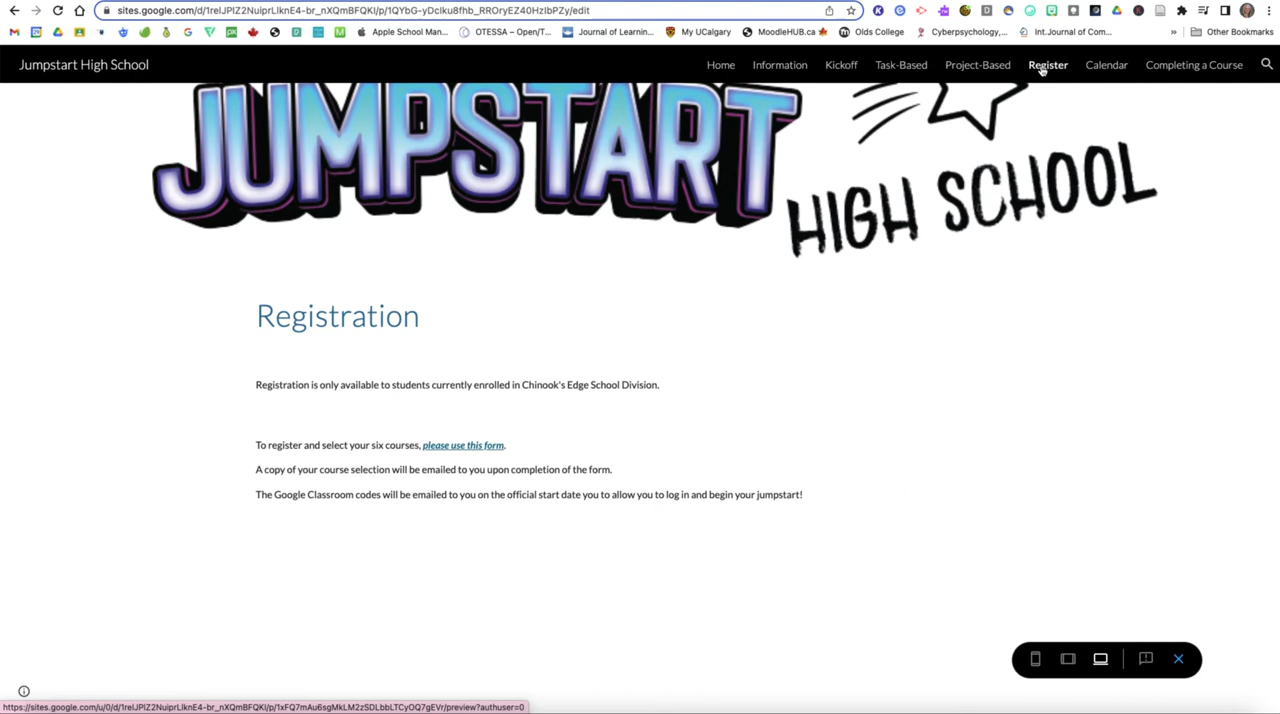 sites.google.com/d/1relJPlZ2NuiprLlknE4-br_nXQmBFQKl/p/1QYbG-yDcIku8fhb_RROryEZ40HzIbPZy/edit
Apple School Man...
OTESSA – Open/T...
Journal of Learnin...
My UCalgary
MoodleHUB.ca
Olds College
Cyberpsychology,...
Int.Journal of Com...
»
Other Bookmarks
Jumpstart High School
Home
Information
Kickoff
Task-Based
Project-Based
Register
Calendar
Completing a Course
JUMPSTART
HIGH SCHOOL
Registration
Registration is only available to students currently enrolled in Chinook's Edge School Division.
To register and select your six courses, please use this form.
A copy of your course selection will be emailed to you upon completion of the form.
The Google Classroom codes will be emailed to you on the official start date you to allow you to log in and begin your jumpstart!
https://sites.google.com/u/0/d/1relJPlZ2NuiprLlknE4-br_nXQmBFQKl/p/1xFQ7mAu6sgMkLM2zSDLbbLTCyOQ7gEVr/preview?authuser=0